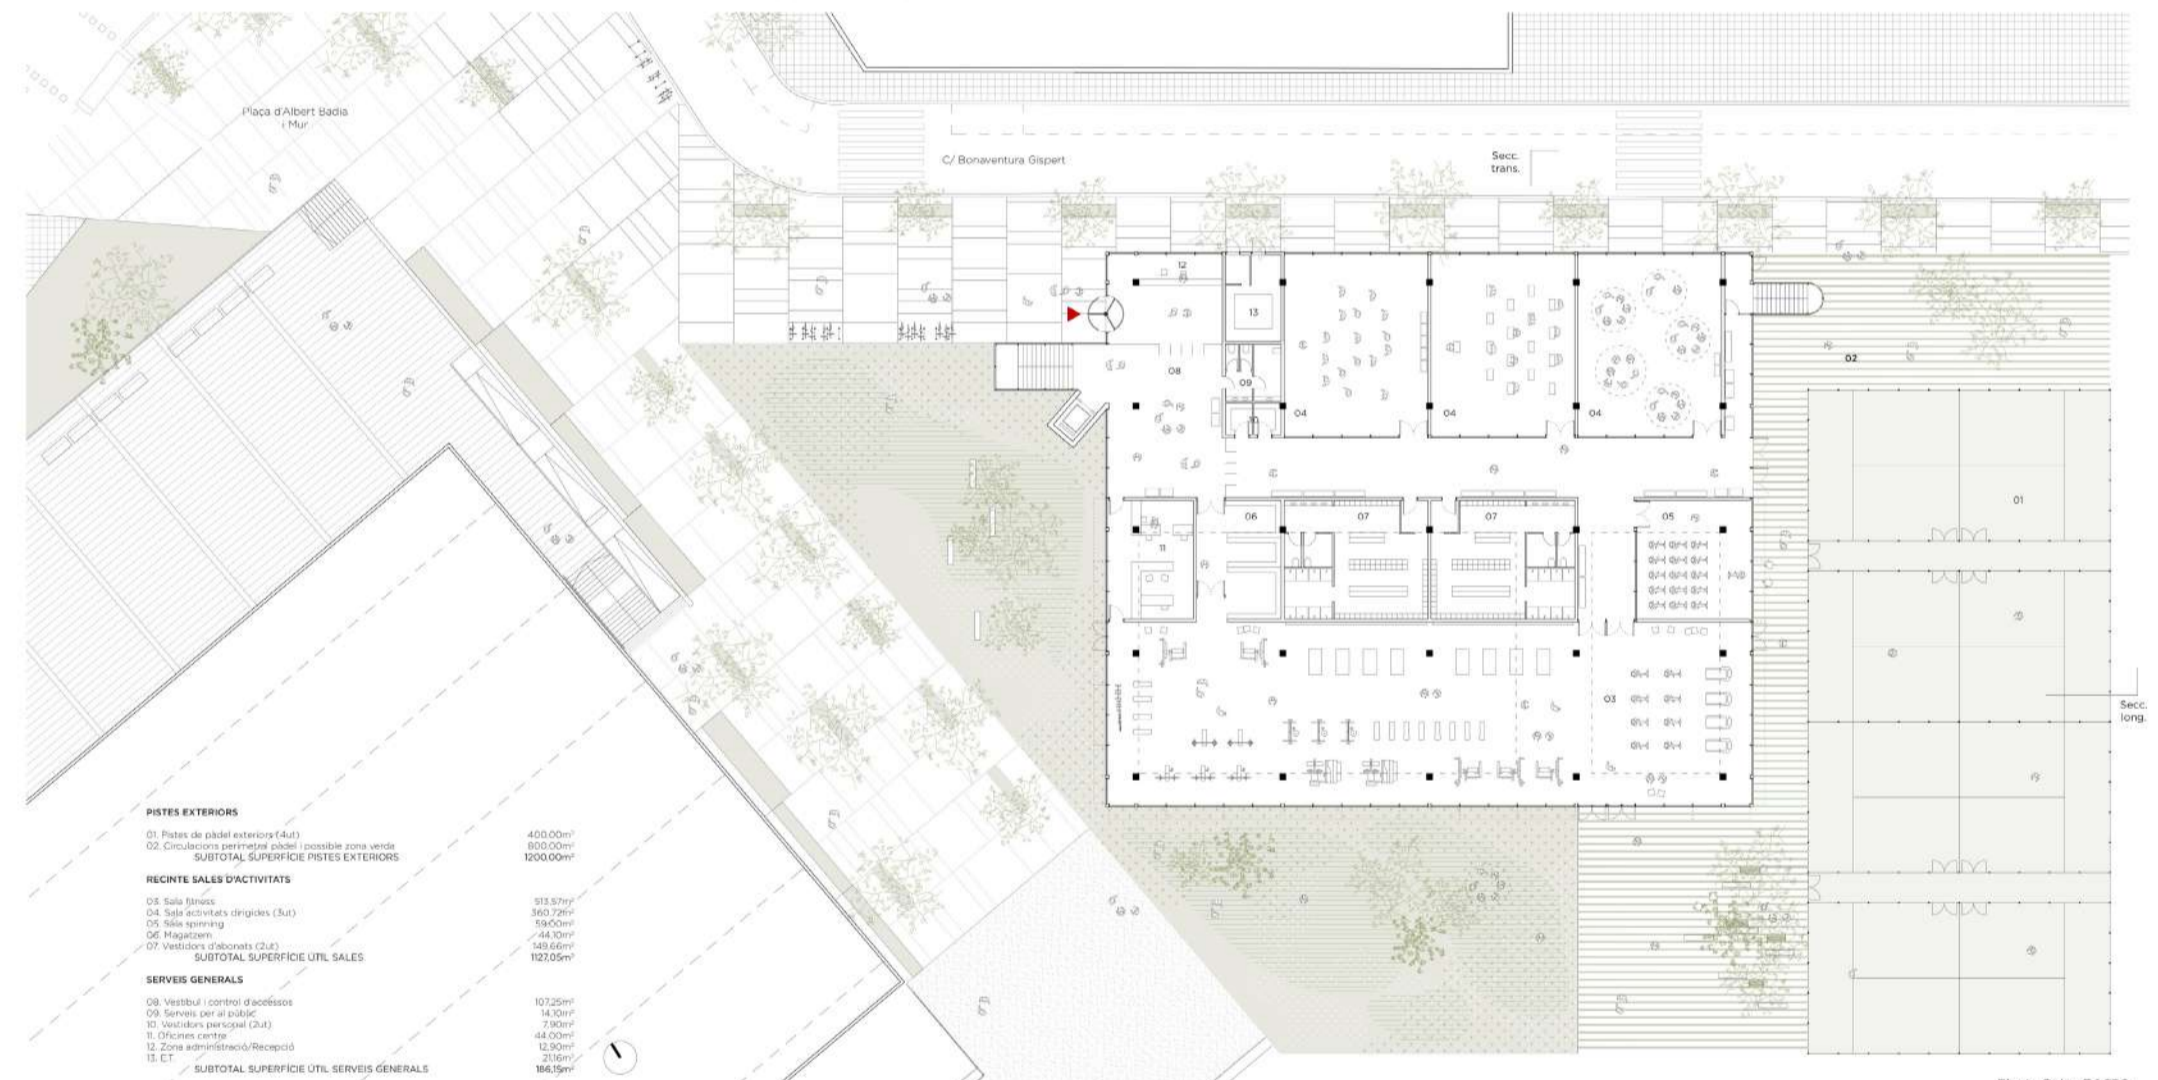 Plaça d'Albert Badia
i Mur
C/ Bonaventura Gispert
Secc.
trans.
12
13
08
09
10
04
04
04
02
01
06
07
07
05
11
03
Secc.
long.
PISTES EXTERIORS
01. Pistes de pàdel exteriors (4ut) 400,00m²
02. Circulacions perimetral pàdel i possible zona verda 800,00m²
SUBTOTAL SUPERFÍCIE PISTES EXTERIORS 1200,00m²
RECINTE SALES D'ACTIVITATS
03. Sala fitness 513,57m²
04. Sala activitats dirigides (3ut) 360,72m²
05. Sala spinning 59,00m²
06. Magatzem 44,10m²
07. Vestidors d'abonats (2ut) 149,66m²
SUBTOTAL SUPERFÍCIE ÚTIL SALES 1127,05m²
SERVEIS GENERALS
08. Vestíbul i control d'accessos 107,25m²
09. Serveis per al públic 14,10m²
10. Vestidors personal (2ut) 7,90m²
11. Oficines centre 44,00m²
12. Zona administració/Recepció 12,90m²
13. ET 21,16m²
SUBTOTAL SUPERFÍCIE ÚTIL SERVEIS GENERALS 186,15m²